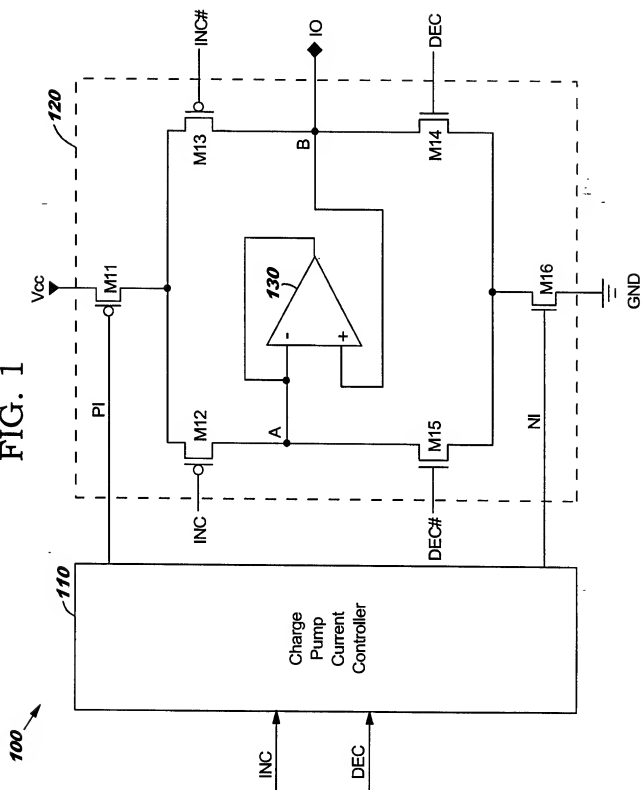 FIG. 1
100
110
120
Vcc
PI
M11
INC
M12
M13
INC#
Charge
Pump
Current
Controller
A
-
+
130
B
IO
INC
DEC
DEC#
M15
M14
DEC
NI
M16
GND